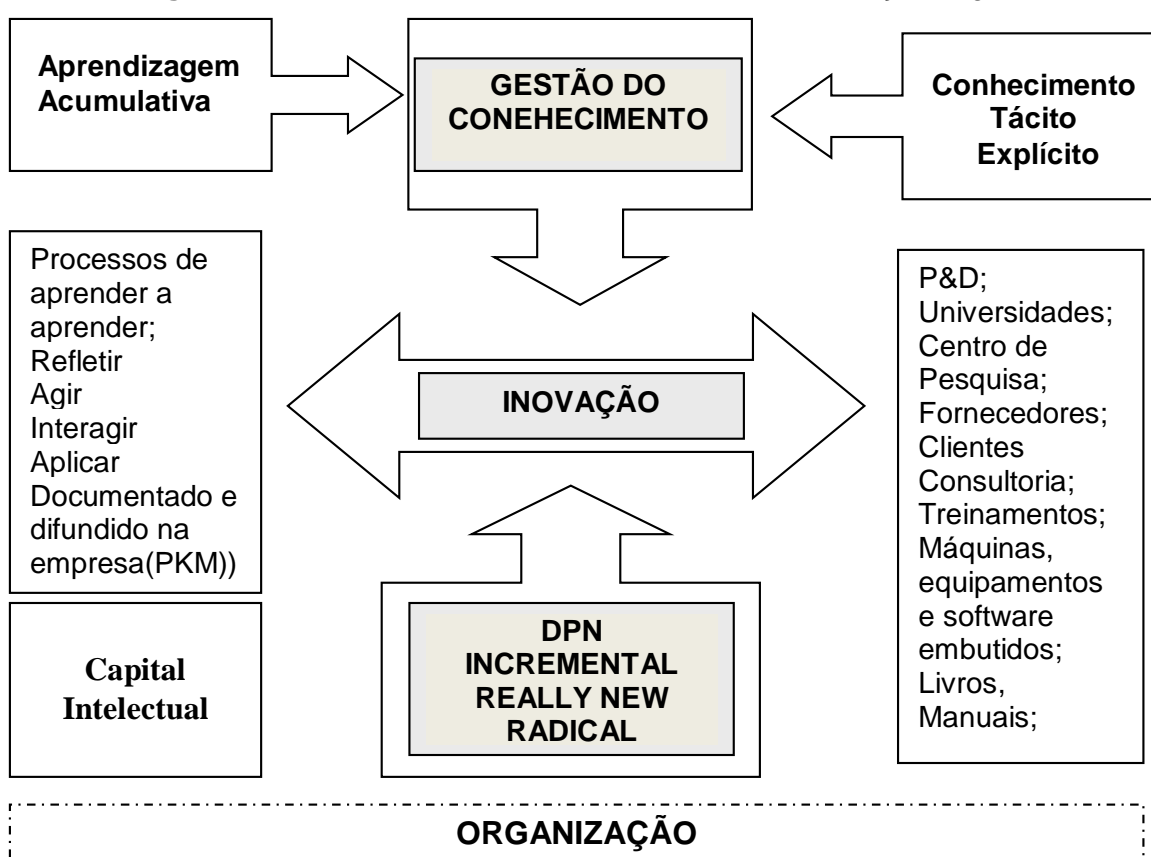 Aprendizagem
Acumulativa
GESTÃO DO
CONEHECIMENTO
Conhecimento
Tácito
Explícito
Processos de
aprender a
aprender;
Refletir
Agir
Interagir
Aplicar
Documentado e
difundido na
empresa(PKM))
INOVAÇÃO
P&D;
Universidades;
Centro de
Pesquisa;
Fornecedores;
Clientes
Consultoria;
Treinamentos;
Máquinas,
equipamentos
e software
embutidos;
Livros,
Manuais;
Capital
Intelectual
DPN
INCREMENTAL
REALLY NEW
RADICAL
ORGANIZAÇÃO